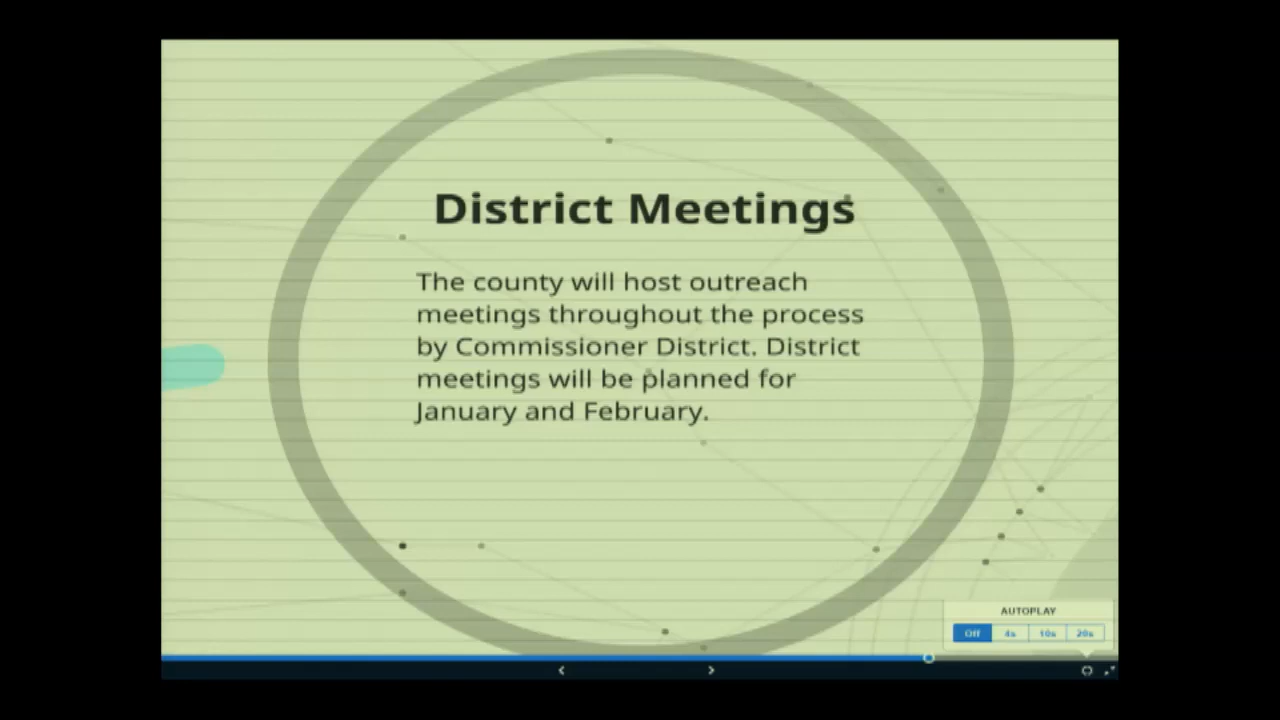 District Meetings
The county will host outreach
meetings throughout the process
by Commissioner District. District
meetings will be planned for
January and February.
AUTOPLAY
Off 4s 10s 20s